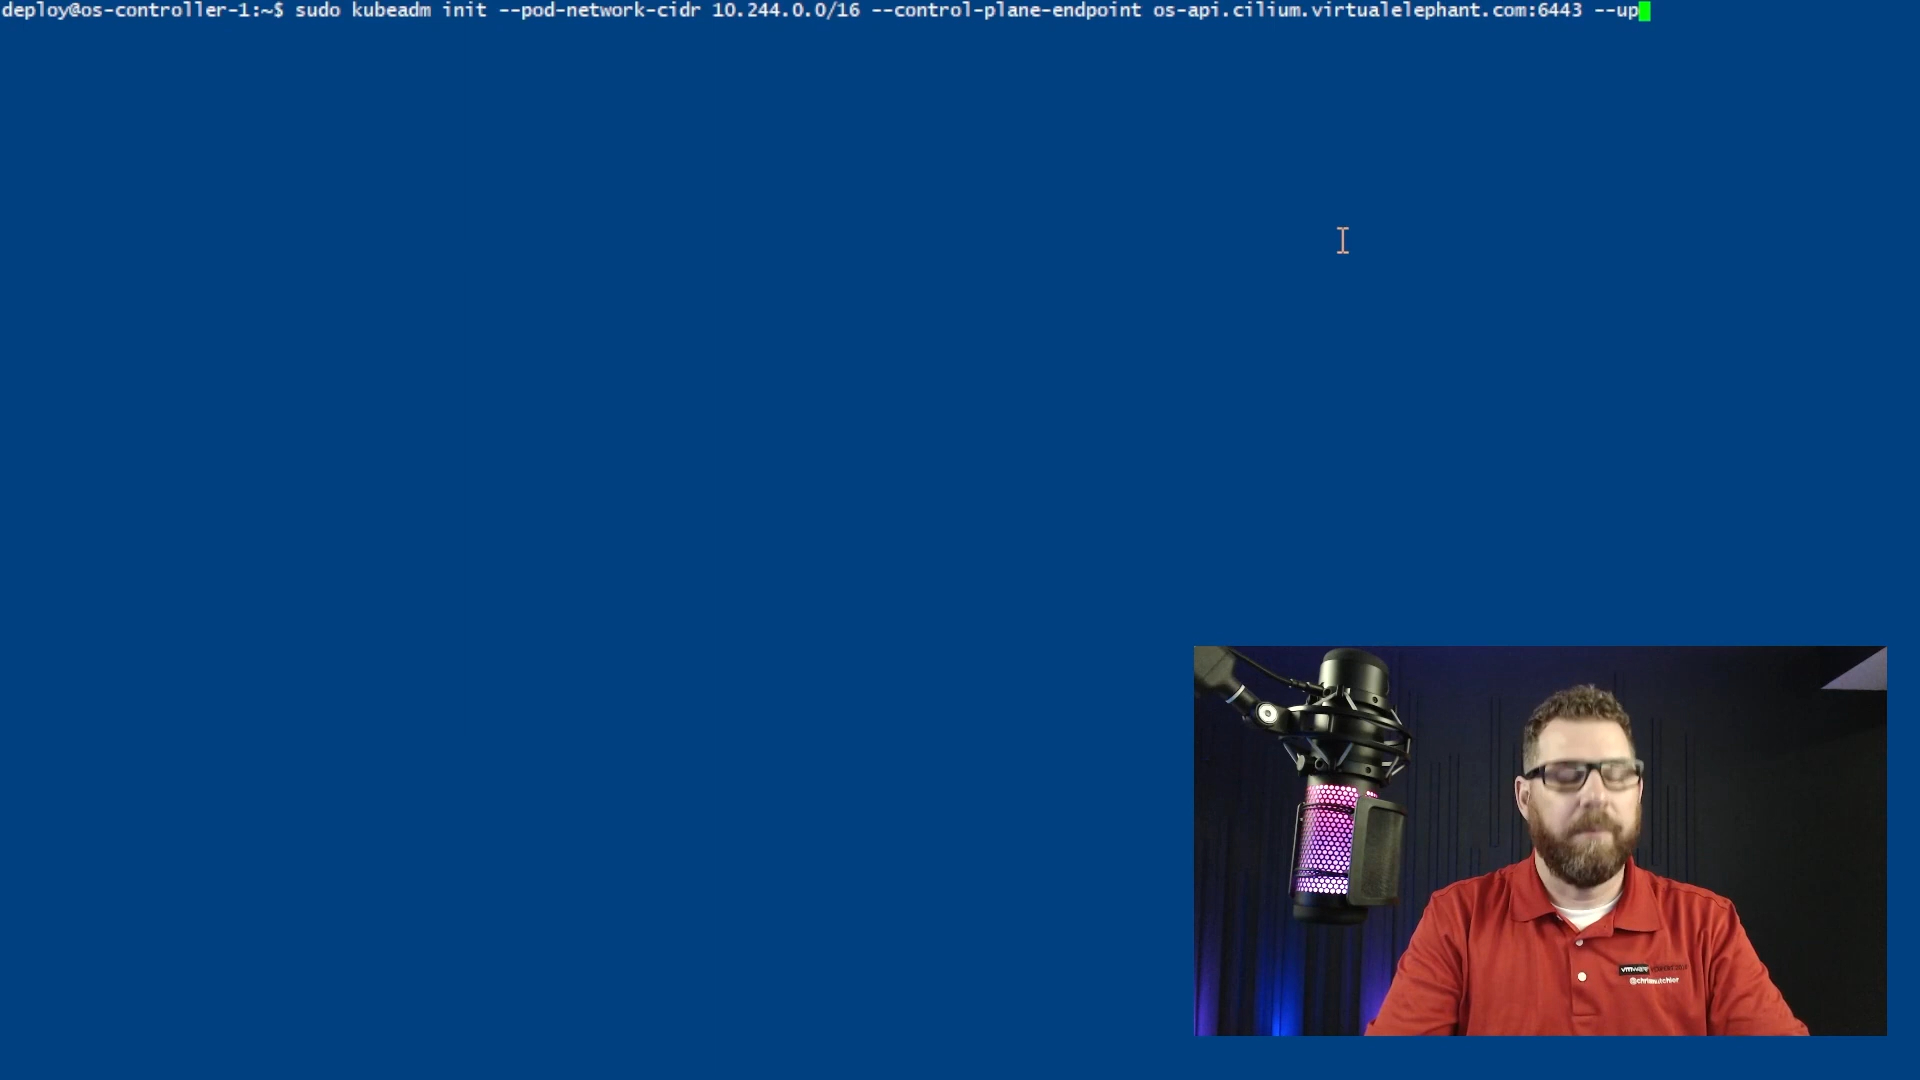 deploy@os-controller-1:~$ sudo kubeadm init --pod-network-cidr 10.244.0.0/16 --control-plane-endpoint os-api.cilium.virtualelephant.com:6443 --up
vmware